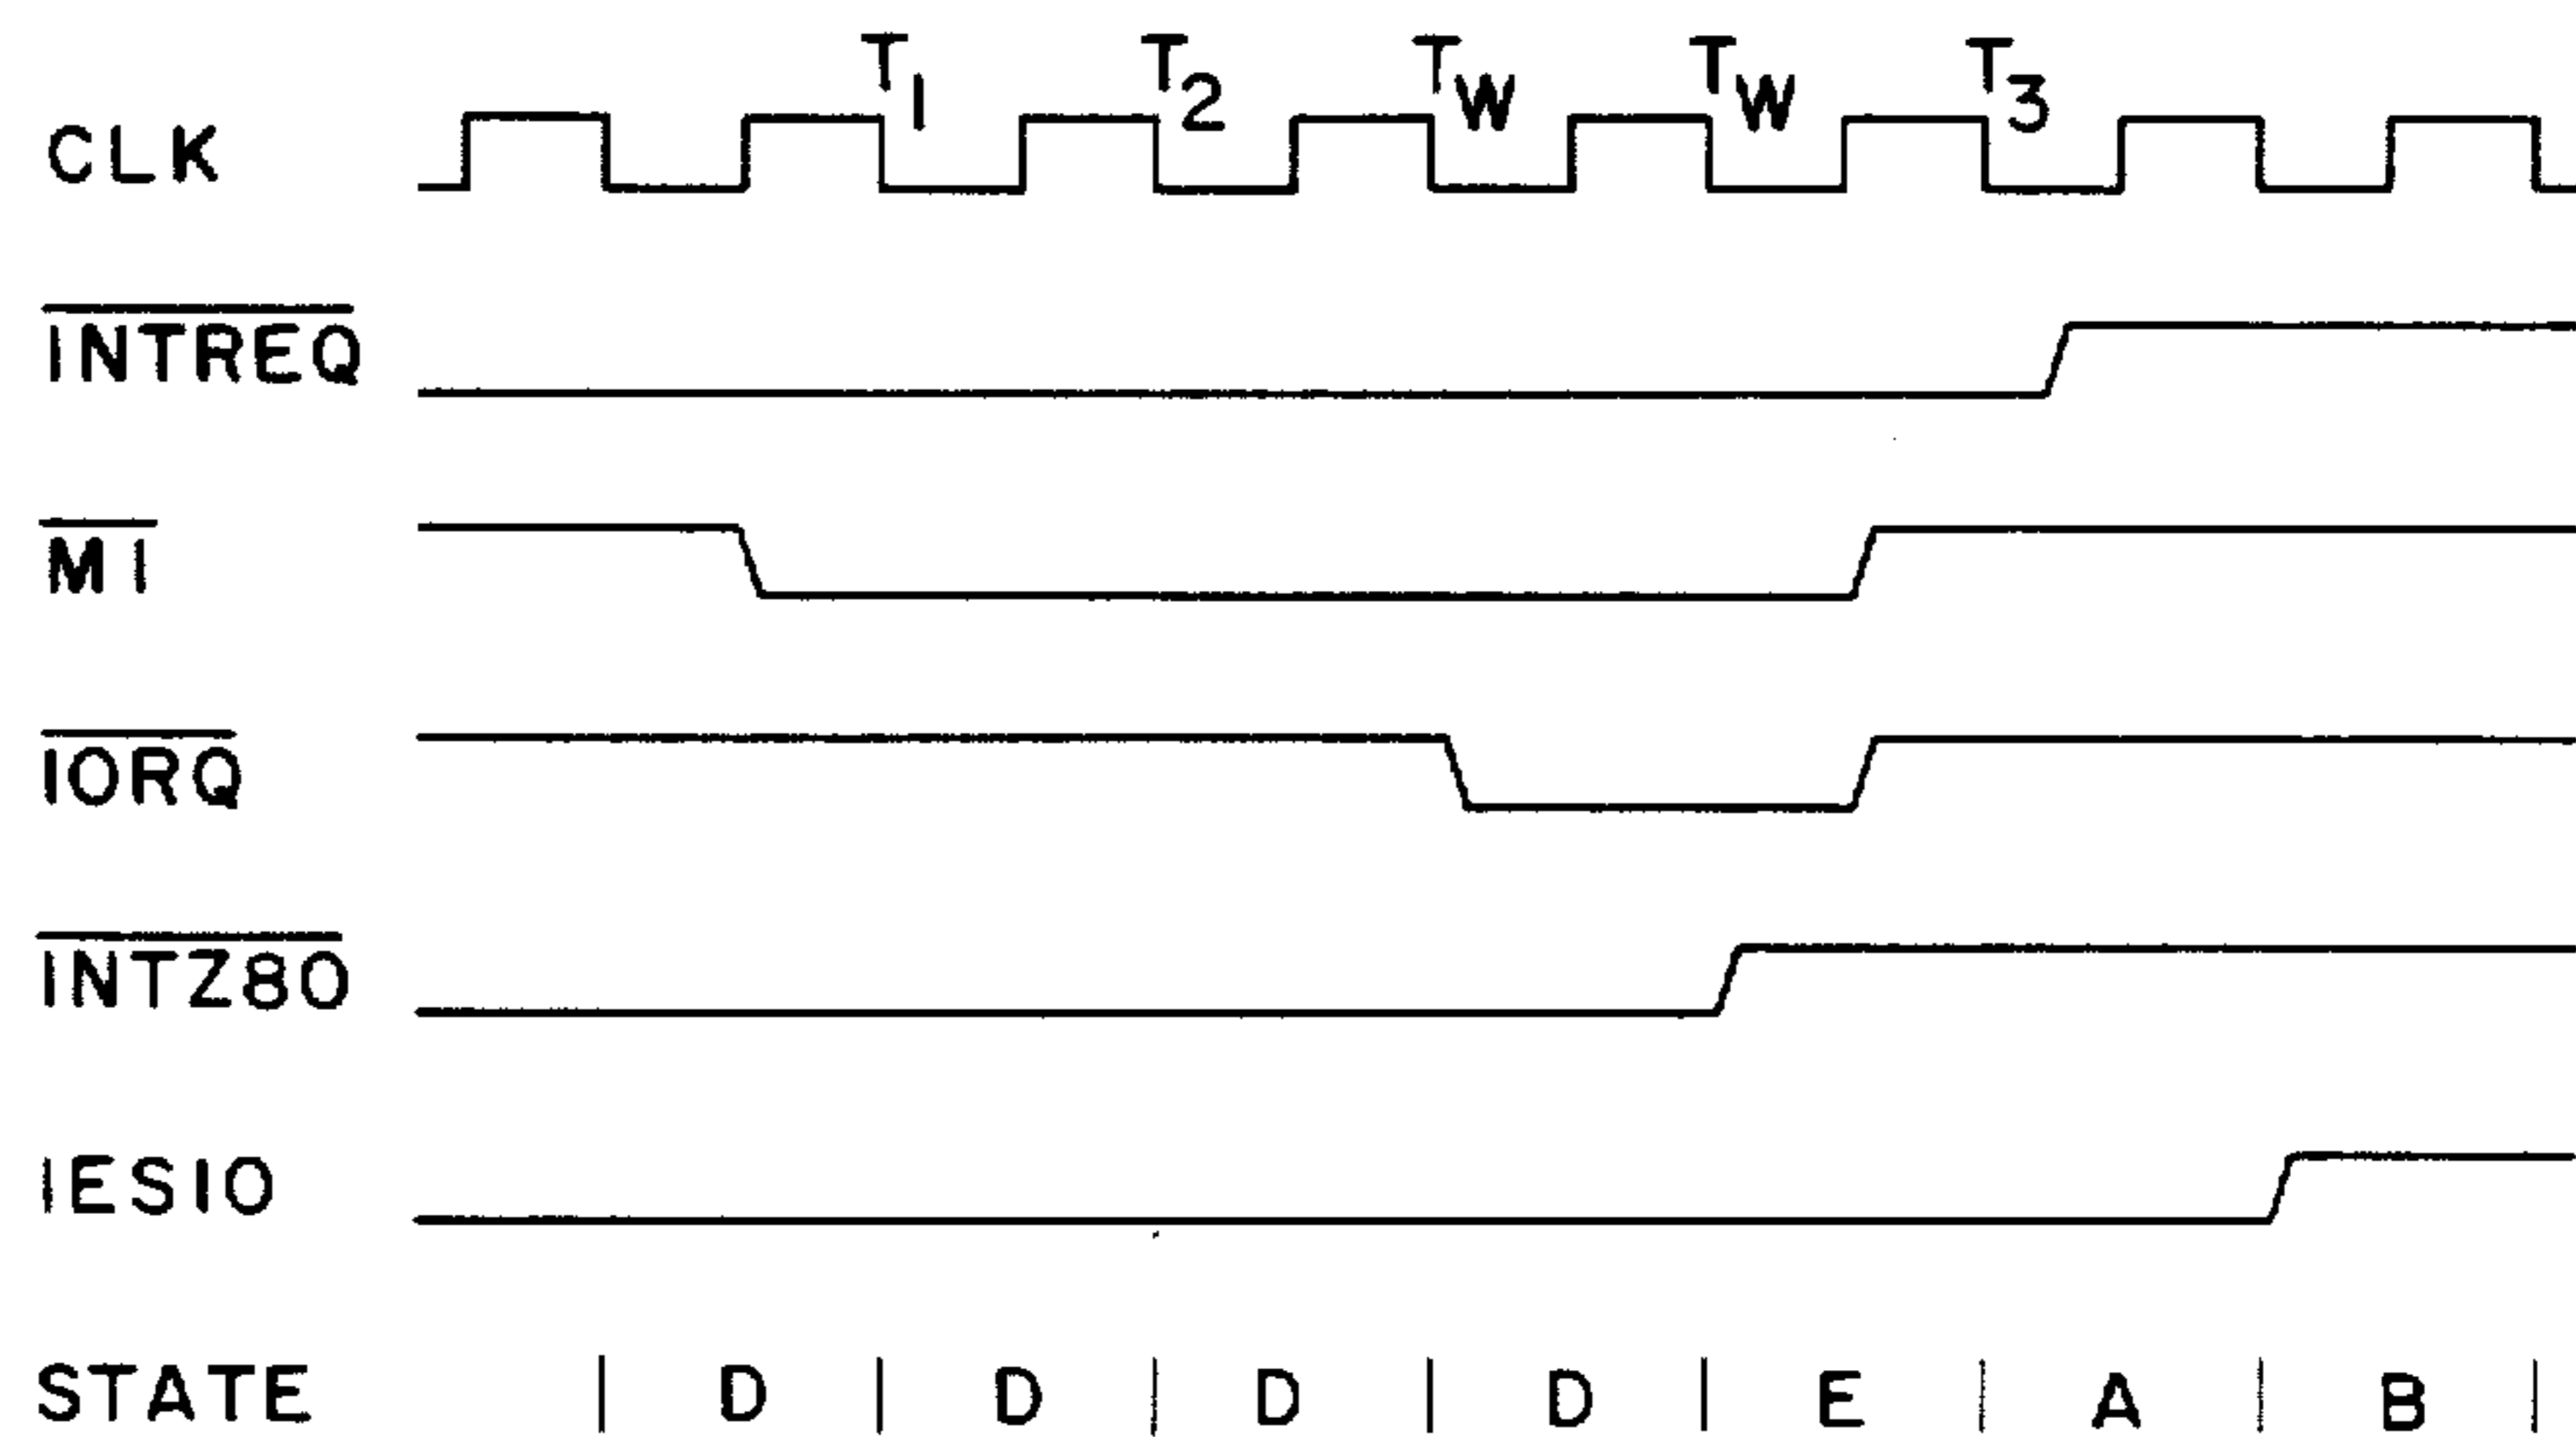 T1 T2 TW TW T3
CLK
INTREQ
M1
IORQ
INTZ80
IESIO
STATE | D | D | D | D | E | A | B |